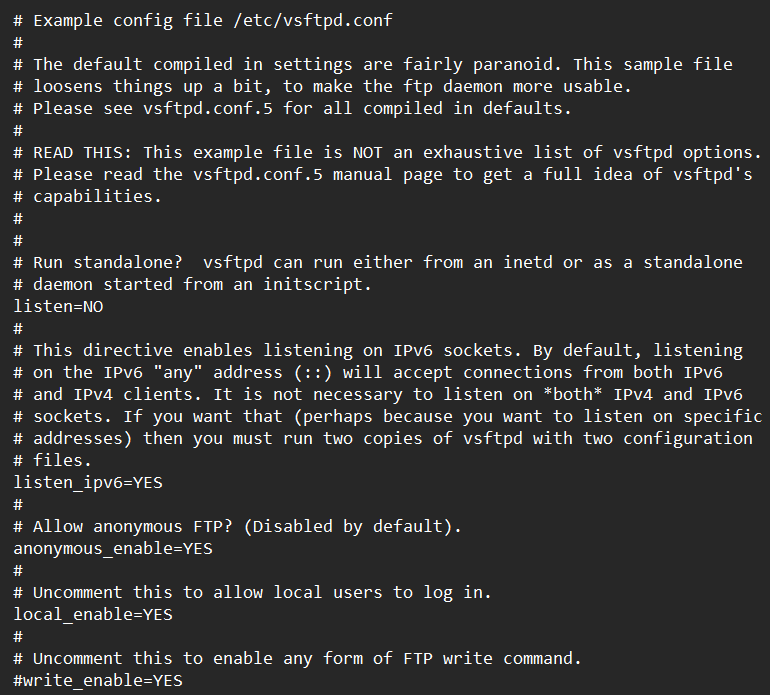 # Example config file /etc/vsftpd.conf
#
# The default compiled in settings are fairly paranoid. This sample file
# loosens things up a bit, to make the ftp daemon more usable.
# Please see vsftpd.conf.5 for all compiled in defaults.
#
# READ THIS: This example file is NOT an exhaustive list of vsftpd options.
# Please read the vsftpd.conf.5 manual page to get a full idea of vsftpd's
# capabilities.
#
#
# Run standalone?  vsftpd can run either from an inetd or as a standalone
# daemon started from an initscript.
listen=NO
#
# This directive enables listening on IPv6 sockets. By default, listening
# on the IPv6 "any" address (::) will accept connections from both IPv6
# and IPv4 clients. It is not necessary to listen on *both* IPv4 and IPv6
# sockets. If you want that (perhaps because you want to listen on specific
# addresses) then you must run two copies of vsftpd with two configuration
# files.
listen_ipv6=YES
#
# Allow anonymous FTP? (Disabled by default).
anonymous_enable=YES
#
# Uncomment this to allow local users to log in.
local_enable=YES
#
# Uncomment this to enable any form of FTP write command.
#write_enable=YES